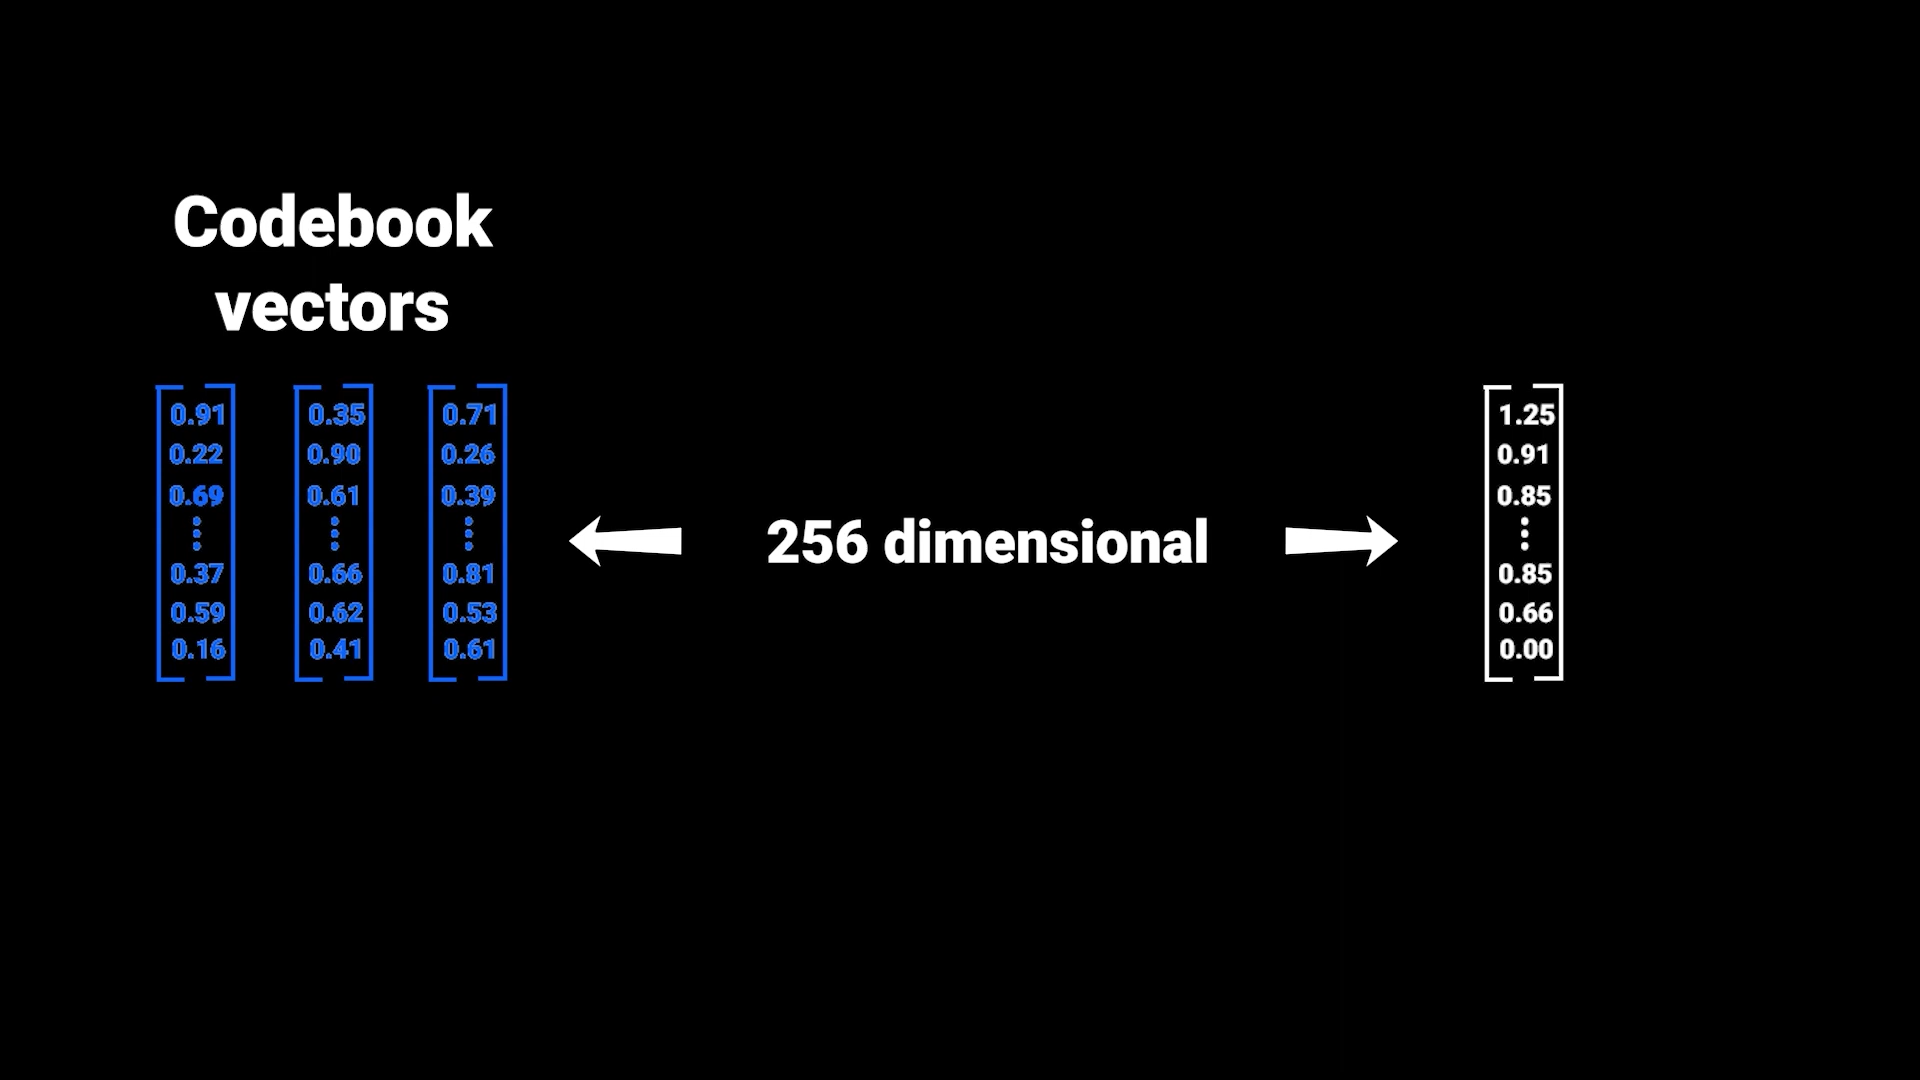 Codebook
vectors
0.91 0.35 0.71 1.25
0.22 0.90 0.26 0.91
0.69 0.61 0.39 0.85
256 dimensional
0.37 0.66 0.81 0.85
0.59 0.62 0.53 0.66
0.16 0.41 0.61 0.00